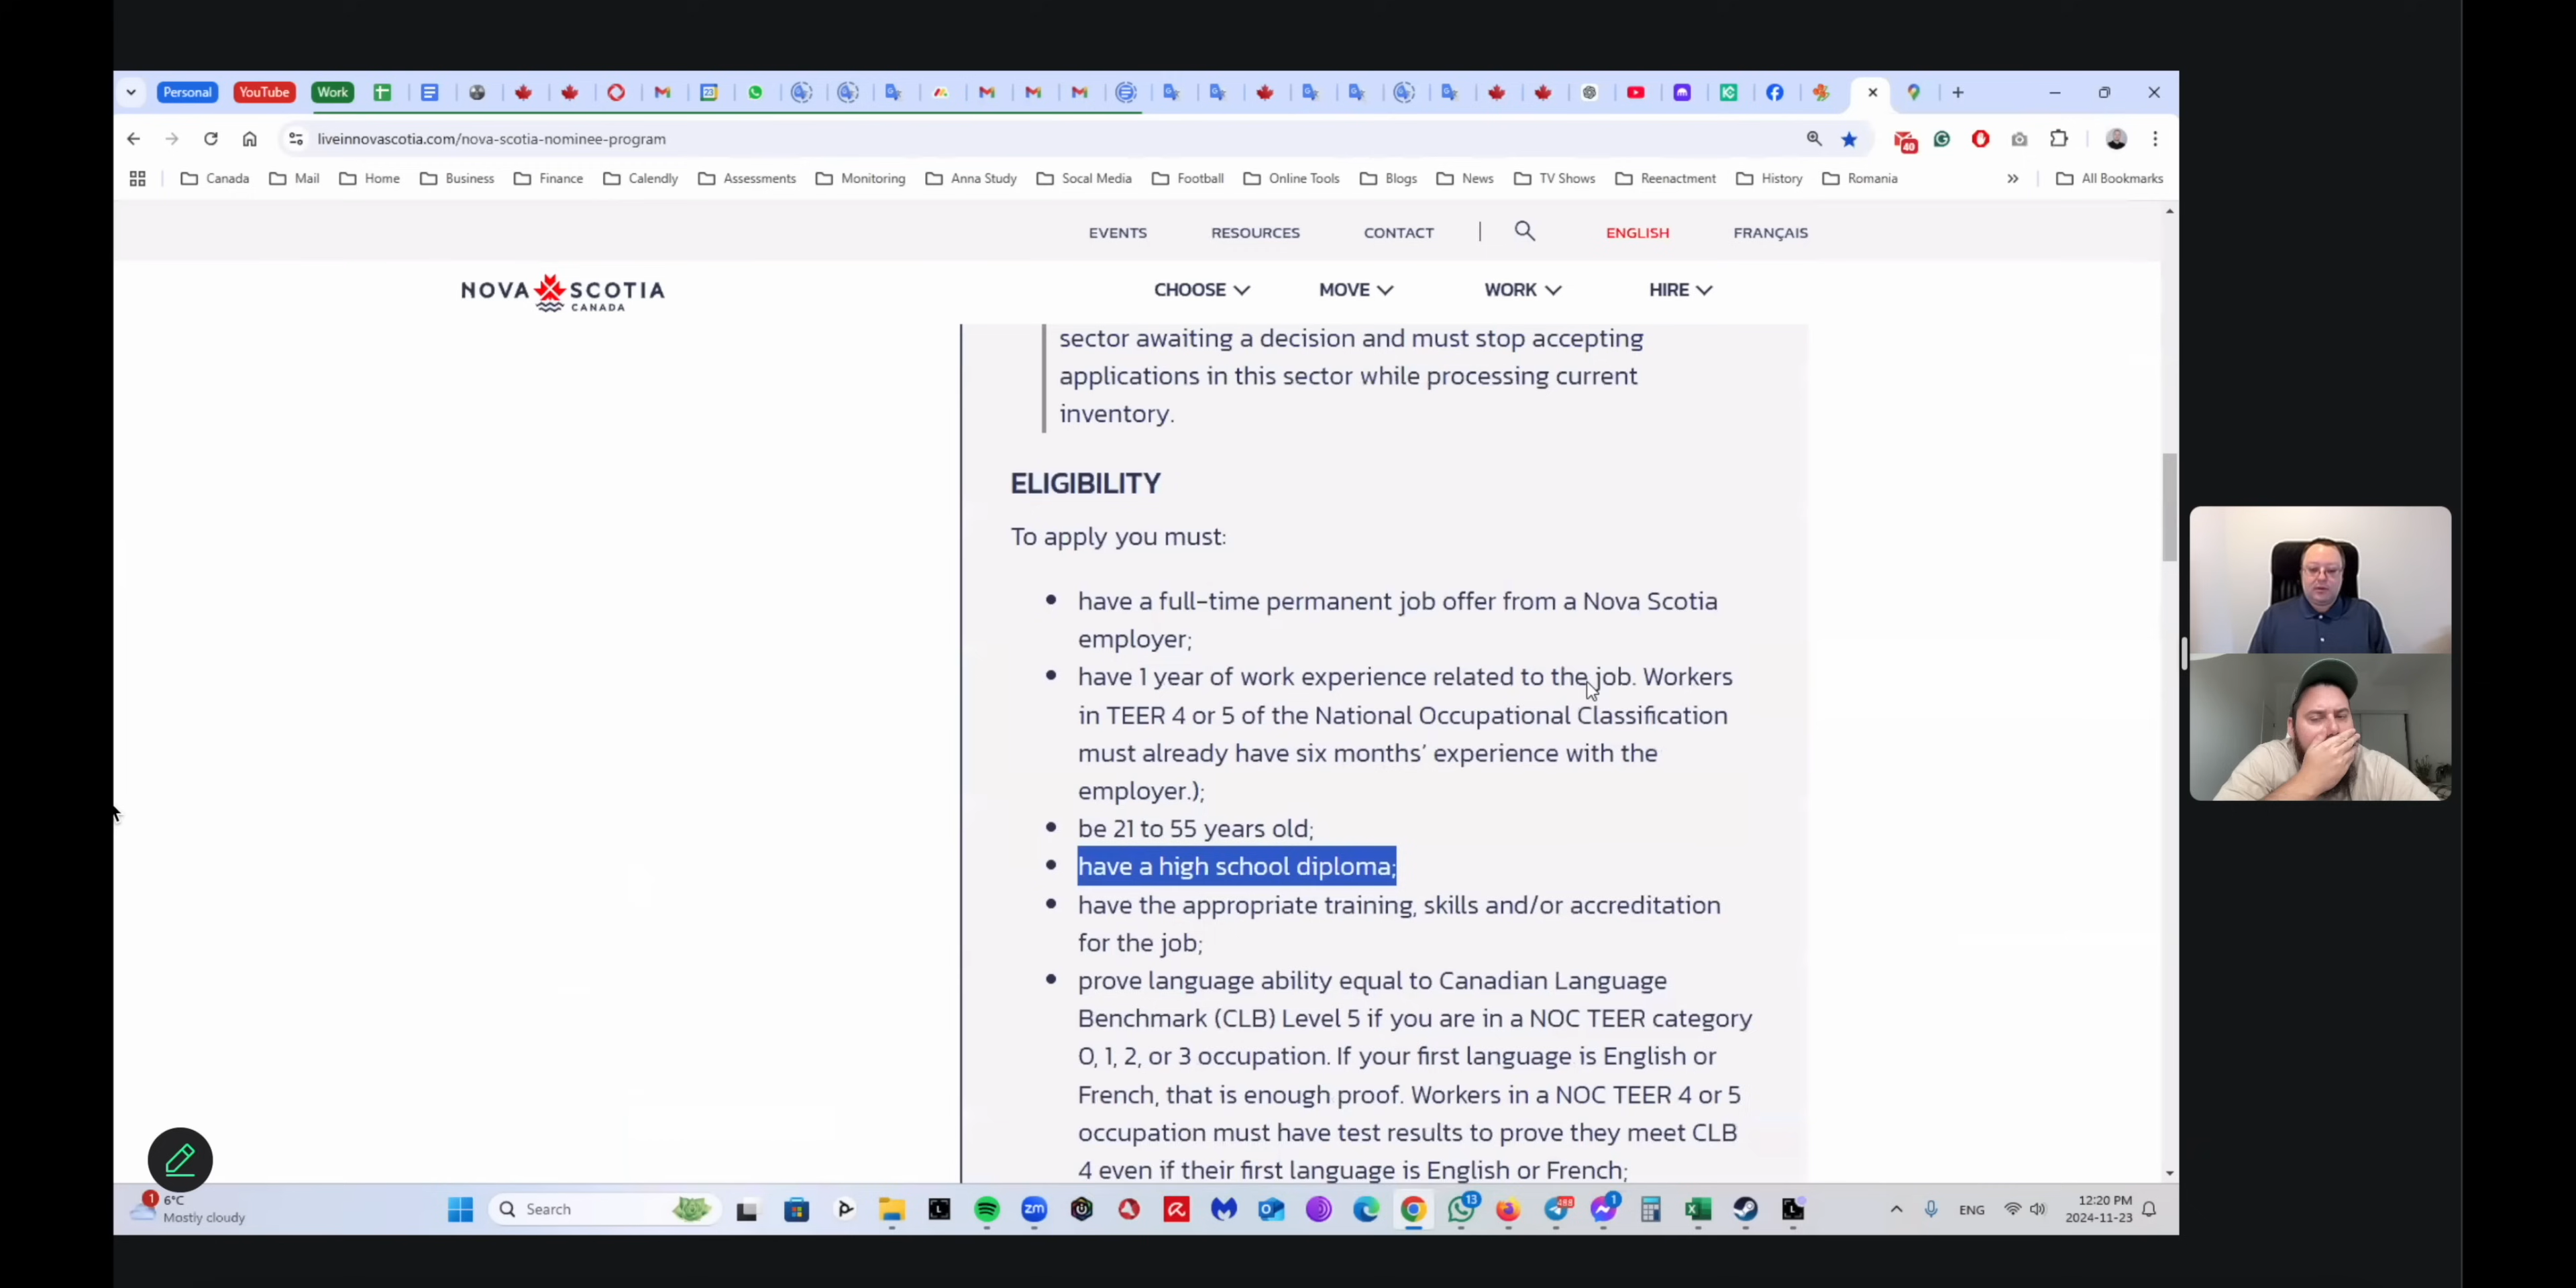 Personal YouTube Work
liveinnovascotia.com/nova-scotia-nominee-program
40
Canada Mail Home Business Finance Calendly Assessments Monitoring Anna Study Socal Media Football Online Tools Blogs News TV Shows Reenactment History Romania » All Bookmarks
EVENTS RESOURCES CONTACT | ENGLISH FRANÇAIS
NOVA SCOTIA
CANADA
CHOOSE MOVE WORK HIRE
sector awaiting a decision and must stop accepting
applications in this sector while processing current
inventory.
ELIGIBILITY
To apply you must:
• have a full-time permanent job offer from a Nova Scotia
employer;
• have 1 year of work experience related to the job. Workers
in TEER 4 or 5 of the National Occupational Classification
must already have six months’ experience with the
employer.);
• be 21 to 55 years old;
• have a high school diploma;
• have the appropriate training, skills and/or accreditation
for the job;
• prove language ability equal to Canadian Language
Benchmark (CLB) Level 5 if you are in a NOC TEER category
0, 1, 2, or 3 occupation. If your first language is English or
French, that is enough proof. Workers in a NOC TEER 4 or 5
occupation must have test results to prove they meet CLB
4 even if their first language is English or French;
1
6°C
Mostly cloudy
Search
zm
13
1
ENG
12:20 PM
2024-11-23